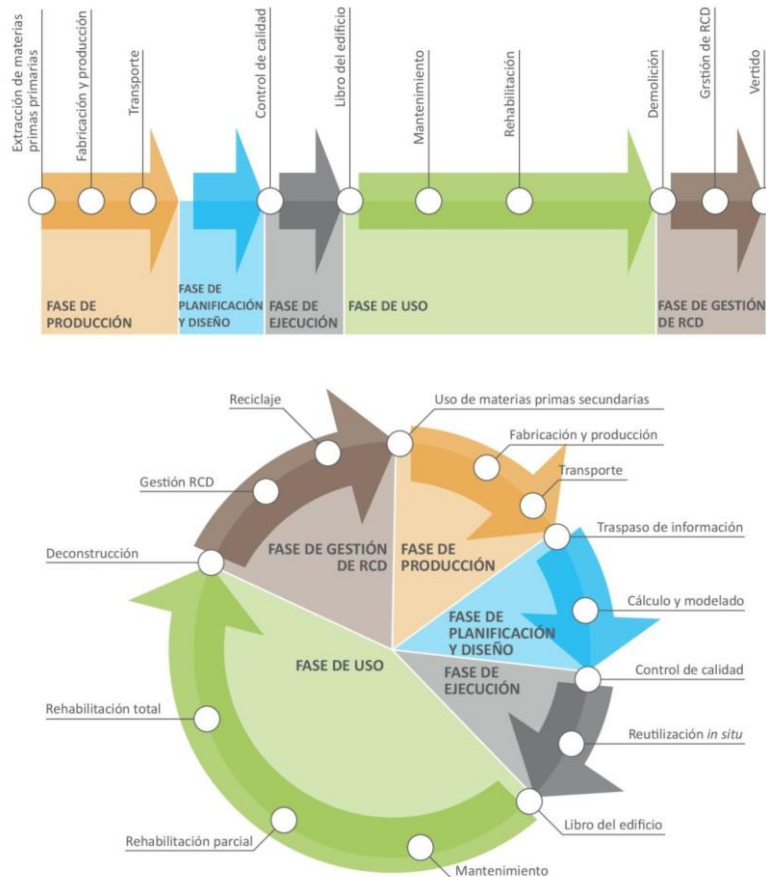 Extracción de materias
primas primarias
Fabricación y producción
Transporte
Control de calidad
Libro del edificio
Mantenimiento
Rehabilitación
Demolición
Grstión de RCD
Vertido
FASE DE
PRODUCCIÓN
FASE DE
PLANIFICACIÓN
Y DISEÑO
FASE DE
EJECUCIÓN
FASE DE USO
FASE DE GESTIÓN
DE RCD
Reciclaje
Uso de materias primas secundarias
Fabricación y producción
Gestión RCD
Transporte
Traspaso de información
Deconstrucción
FASE DE GESTIÓN
DE RCD
FASE DE
PRODUCCIÓN
Cálculo y modelado
FASE DE
PLANIFICACIÓN
Y DISEÑO
FASE DE USO
FASE DE
EJECUCIÓN
Control de calidad
Rehabilitación total
Reutilización in situ
Libro del edificio
Rehabilitación parcial
Mantenimiento